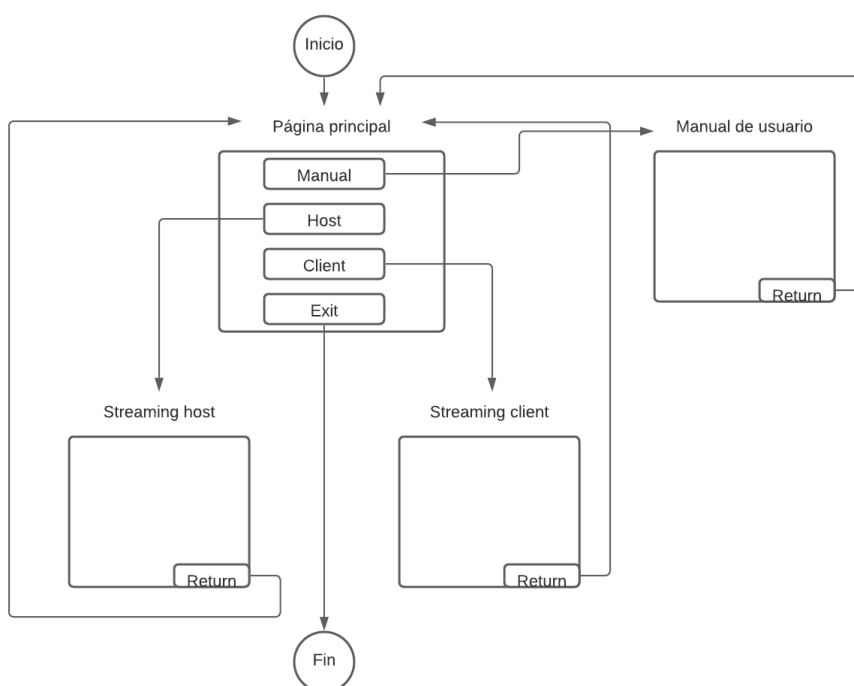 Inicio
Página principal
Manual de usuario
Manual
Host
Client
Exit
Return
Streaming host
Streaming client
Return
Return
Fin